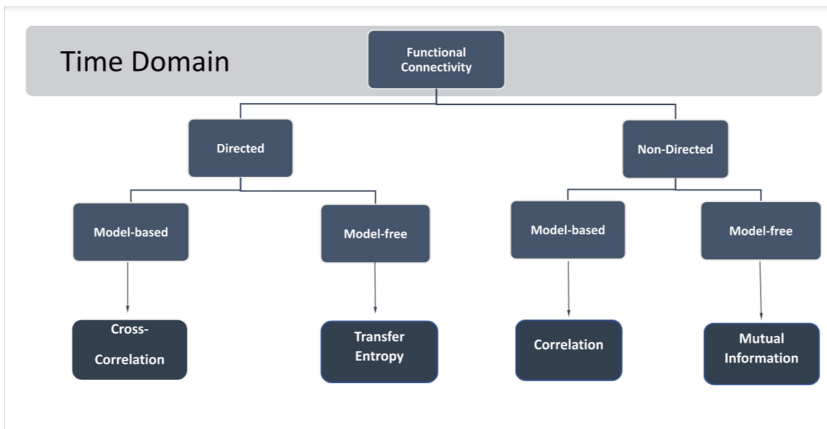 Time Domain
Functional
Connectivity
Directed
Non-Directed
Model-based
Model-free
Model-based
Model-free
Cross-
Correlation
Transfer
Entropy
Correlation
Mutual
Information